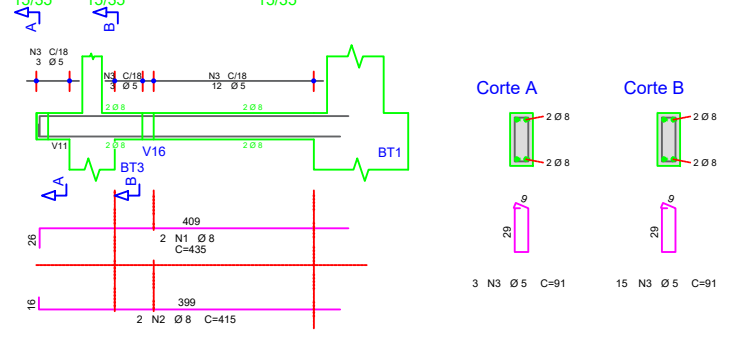 15/35 15/35 15/35
A B
N3 C/18
3 Ø 5
N3 C/18
3 Ø 5
N3 C/18
12 Ø 5
2 Ø 8 2 Ø 8
V11 2 Ø 8 V16 2 Ø 8 BT1
BT3
A B
409
26
2 N1 Ø 8
C=435
399
16
2 N2 Ø 8 C=415
Corte A Corte B
2 Ø 8 2 Ø 8
2 Ø 8 2 Ø 8
9 9
29 29
3 N3 Ø 5 C=91 15 N3 Ø 5 C=91